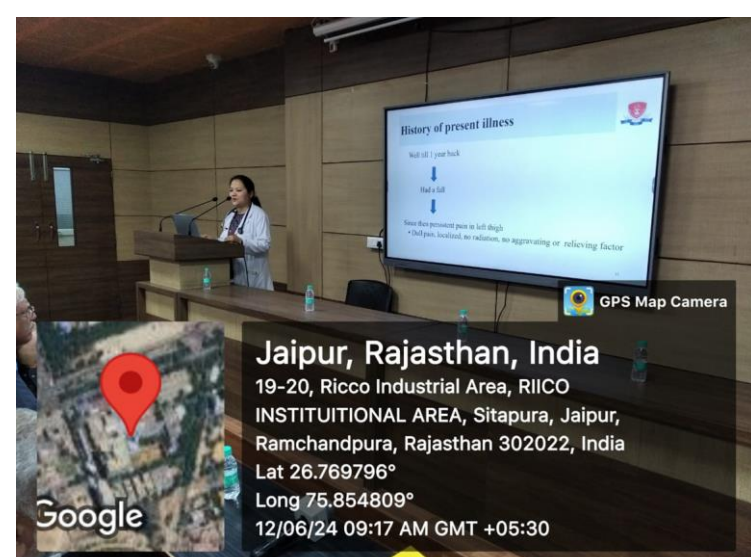 History of present illness
Well till 1 year back
Had a fall
Since then persistent pain in left thigh
• Dull pain, localized, no radiation, no aggravating or relieving factor
GPS Map Camera
Jaipur, Rajasthan, India
19-20, Ricco Industrial Area, RIICO
INSTITUITIONAL AREA, Sitapura, Jaipur,
Ramchandpura, Rajasthan 302022, India
Lat 26.769796°
Long 75.854809°
12/06/24 09:17 AM GMT +05:30
Google